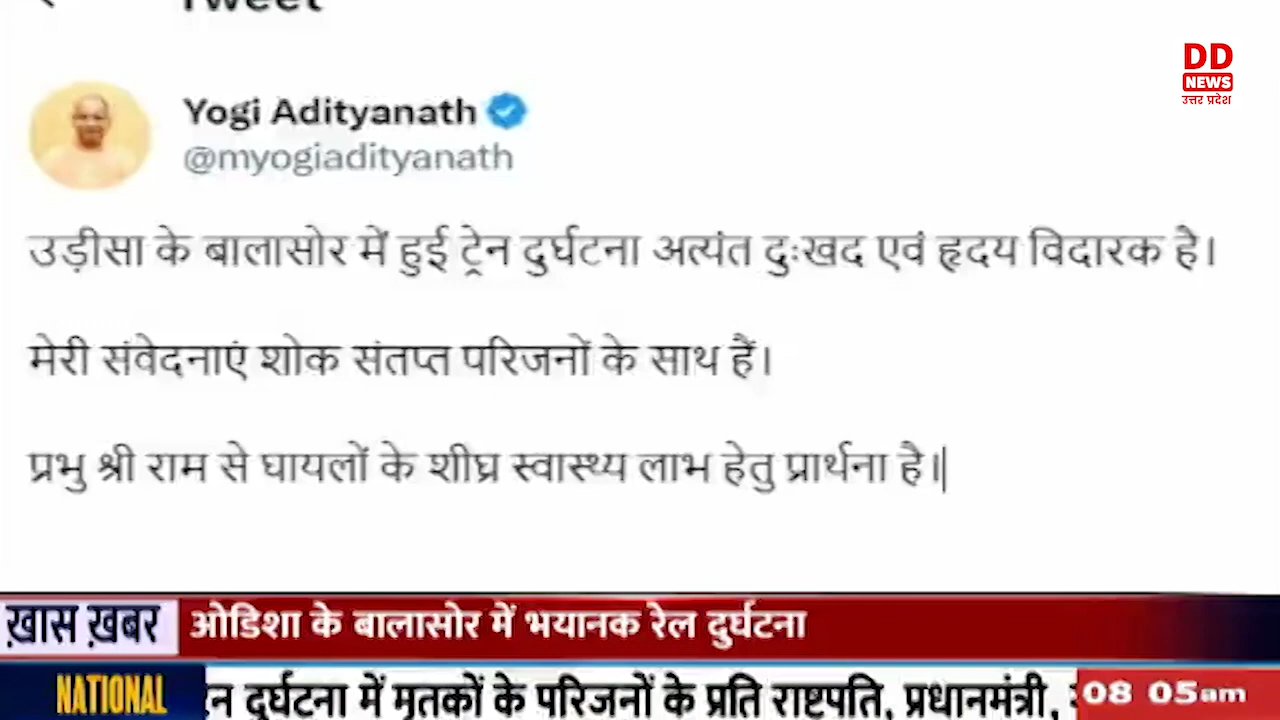 Tweet
DD
NEWS
उत्तर प्रदेश
Yogi Adityanath
@myogiadityanath
उड़ीसा के बालासोर में हुई ट्रेन दुर्घटना अत्यंत दुःखद एवं हृदय विदारक है।
मेरी संवेदनाएं शोक संतप्त परिजनों के साथ हैं।
प्रभु श्री राम से घायलों के शीघ्र स्वास्थ्य लाभ हेतु प्रार्थना है।
ख़ास ख़बर ओडिशा के बालासोर में भयानक रेल दुर्घटना
NATIONAL दुर्घटना में मृतकों के परिजनों के प्रति राष्टपति, प्रधानमंत्री, 08 05am